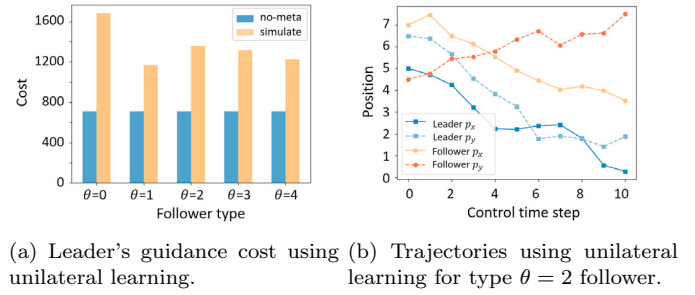 (a)
1600
1200
800
400
0
Cost
no-meta
simulate
θ=0 θ=1 θ=2 θ=3 θ=4
Follower type
(b)
7
6
5
4
3
2
1
0
Position
Leader pₓ
Leader p_y
Follower pₓ
Follower p_y
0 2 4 6 8 10
Control time step
(a) Leader's guidance cost using
unilateral learning.
(b) Trajectories using unilateral
learning for type θ = 2 follower.